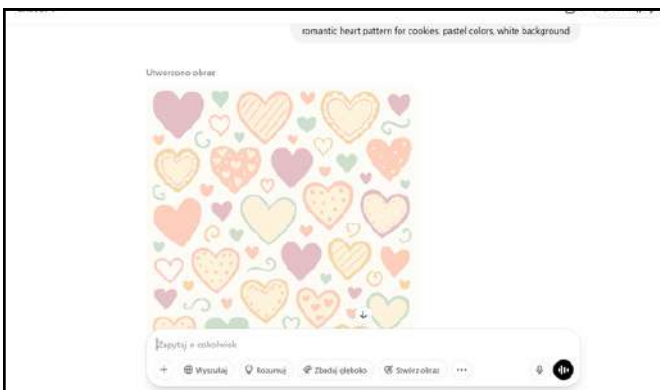 romantic heart pattern for cookies, pastel colors, white background
Utworzono obraz
Zapytaj o cokolwiek
Wyszukaj Rozumuj Zbadaj głęboko Stwórz obraz